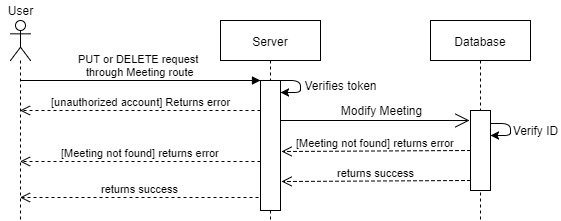 User
Server
Database
PUT or DELETE request
through Meeting route
Verifies token
[unauthorized account] Returns error
Modify Meeting
Verify ID
[Meeting not found] returns error
[Meeting not found] returns error
returns success
returns success